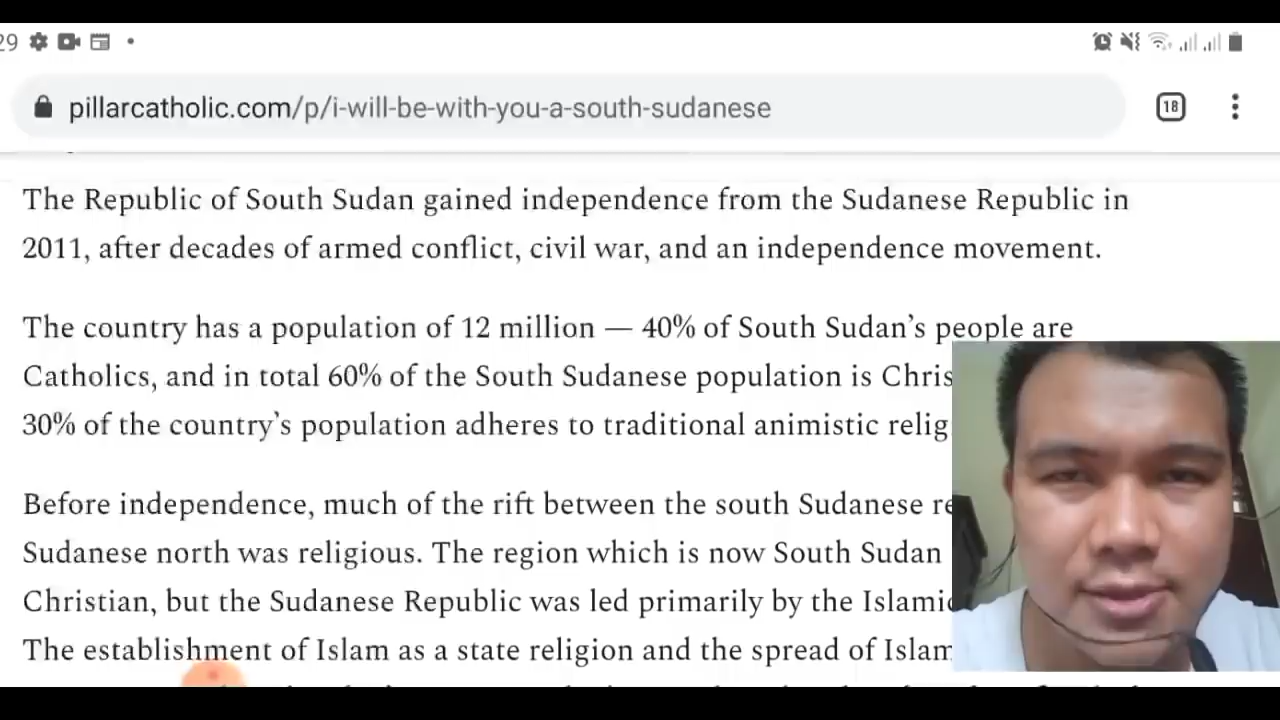 29
pillarcatholic.com/p/i-will-be-with-you-a-south-sudanese
18
The Republic of South Sudan gained independence from the Sudanese Republic in
2011, after decades of armed conflict, civil war, and an independence movement.
The country has a population of 12 million — 40% of South Sudan’s people are
Catholics, and in total 60% of the South Sudanese population is Chris
30% of the country’s population adheres to traditional animistic relig
Before independence, much of the rift between the south Sudanese re
Sudanese north was religious. The region which is now South Sudan
Christian, but the Sudanese Republic was led primarily by the Islamic
The establishment of Islam as a state religion and the spread of Islam